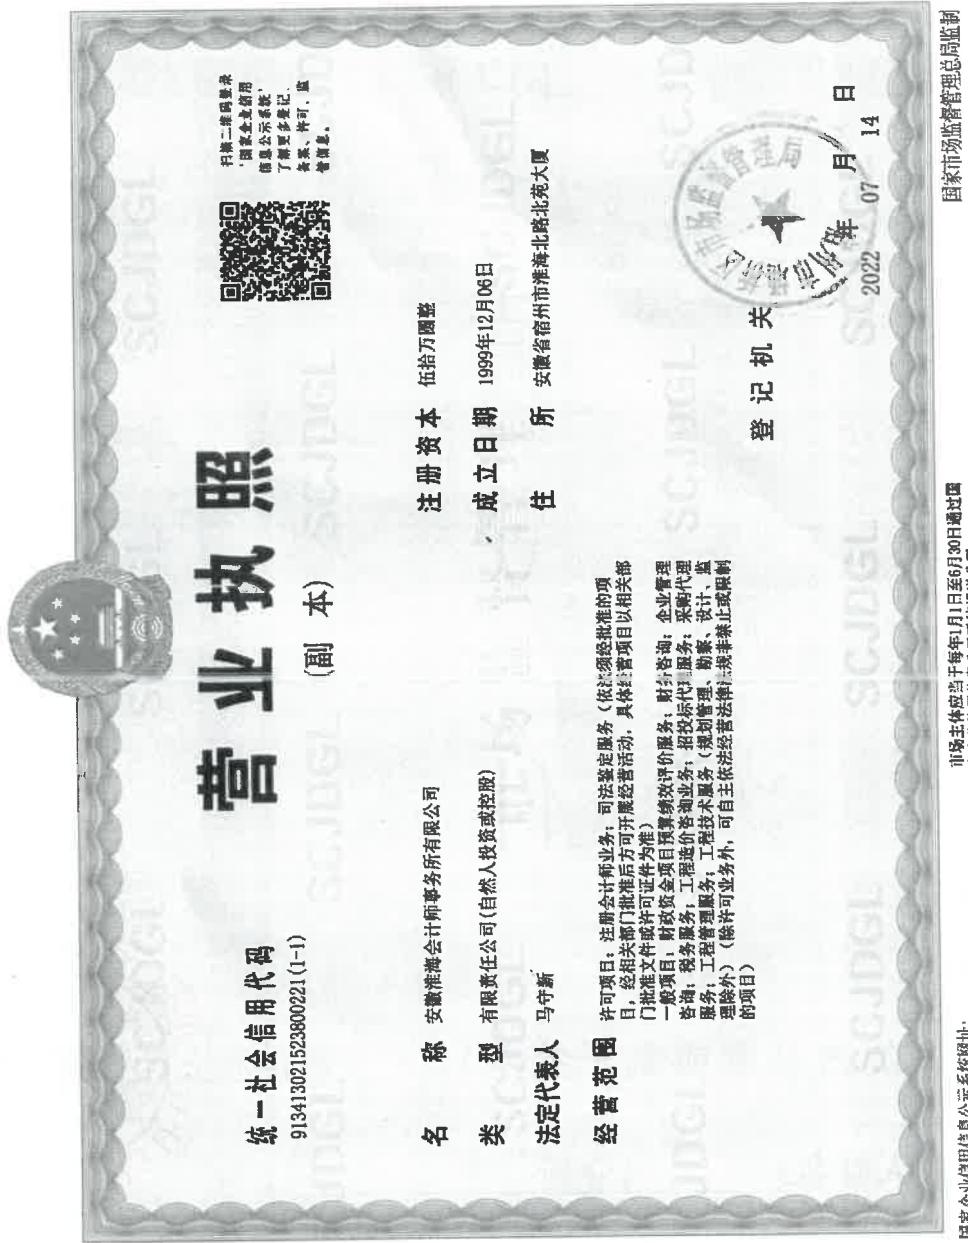 营业执照
(副 本)
统一社会信用代码
913413021523800221(1-1)
扫描二维码登录
'国家企业信用
信息公示系统'
了解更多登记、
备案、许可、监
管信息。
名 称 安徽淮海会计师事务所有限公司
类 型 有限责任公司(自然人投资或控股)
法定代表人 马守新
经营范围 许可项目:注册会计师业务;司法鉴定服务(依法须经批准的项
目,经相关部门批准后方可开展经营活动,具体经营项目以相关部
门批准文件或许可证件为准)
一般项目:财政资金项目预算绩效评价服务;财务咨询;企业管理
咨询;税务服务;工程造价咨询业务;招投标代理服务;采购代理
服务;工程管理服务;工程技术服务(规划管理、勘察、设计、监
理除外)(除许可业务外,可自主依法经营法律法规非禁止或限制
的项目)
注册资本 伍拾万圆整
成立日期 1999年12月06日
住 所 安徽省宿州市淮海北路北苑大厦
登记机关
2022 年 07 月 14 日
国家企业信用信息公示系统网址:
市场主体应当于每年1月1日至6月30日通过国
国家市场监督管理总局监制